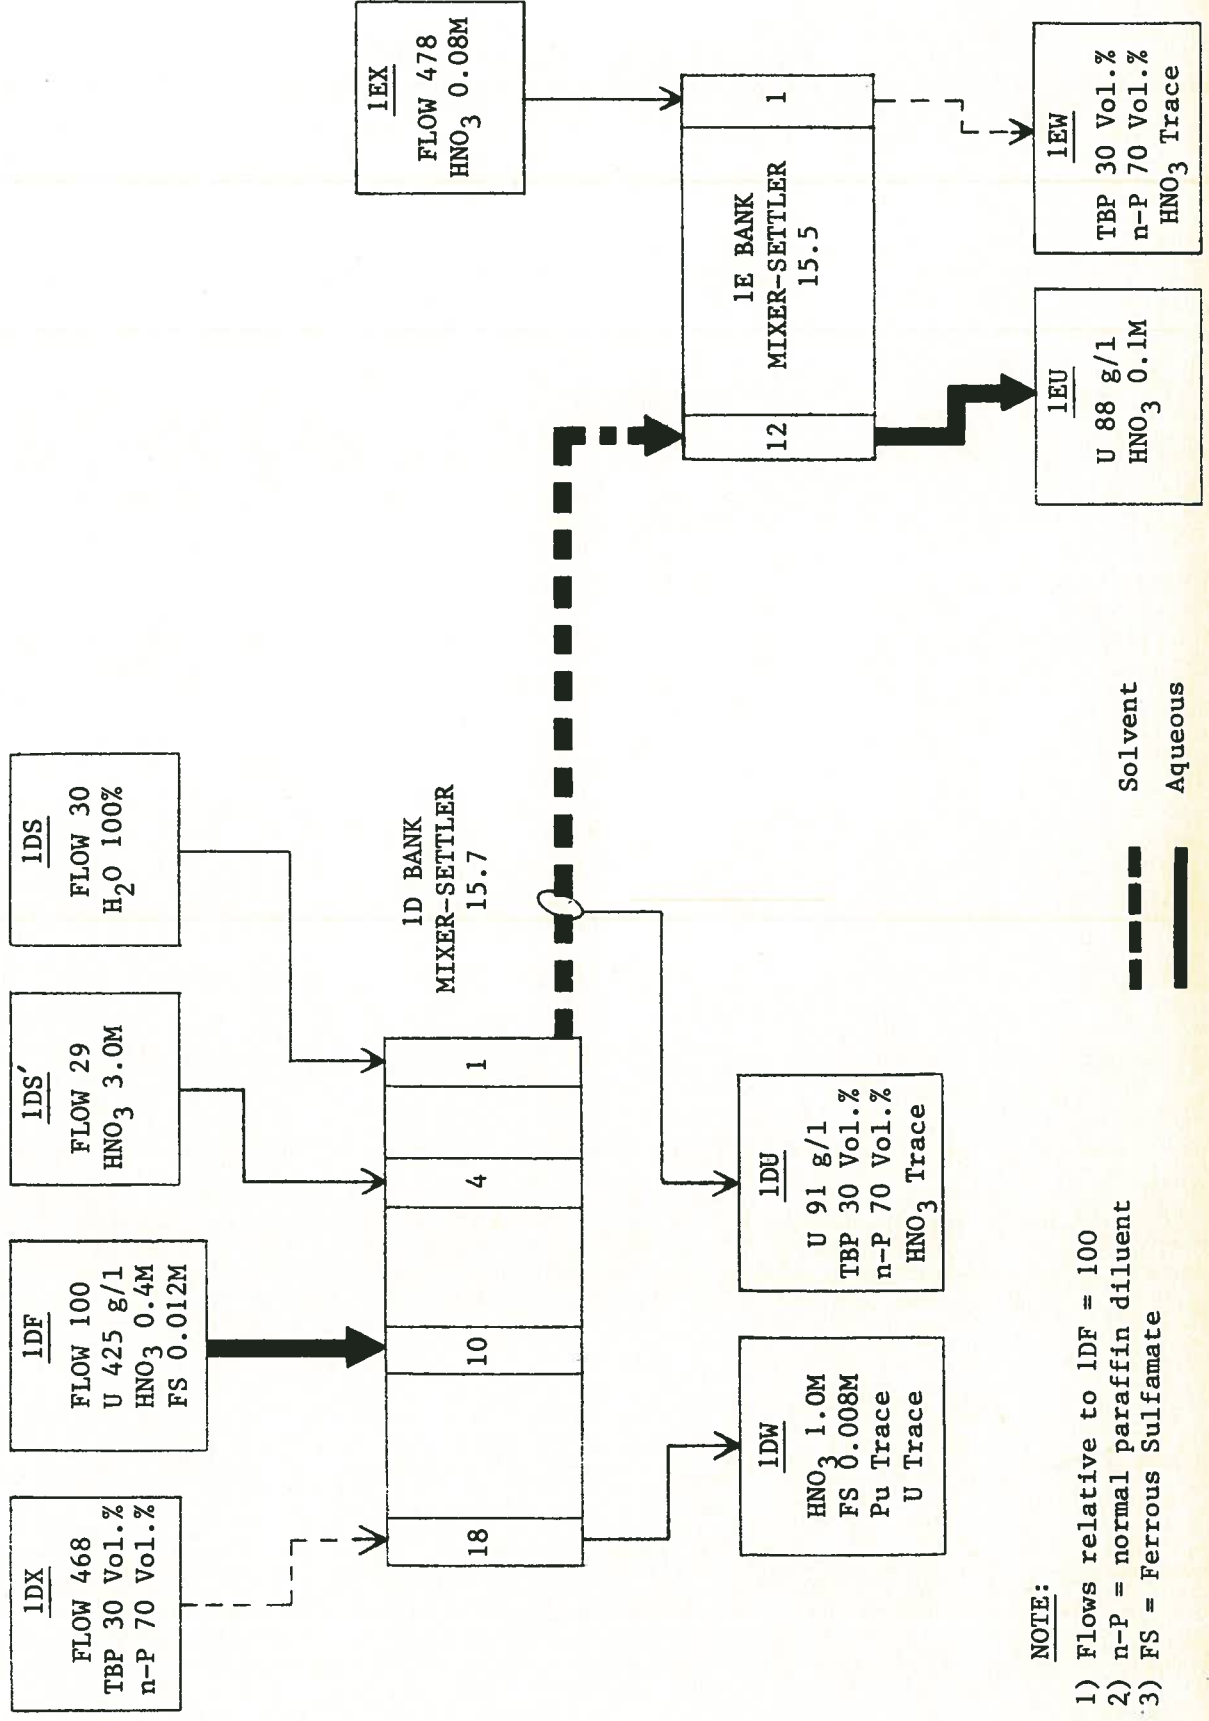 1DX
FLOW 468
TBP 30 Vol.%
n-P 70 Vol.%
1DF
FLOW 100
U 425 g/l
HNO3 0.4M
FS 0.012M
1DS′
FLOW 29
HNO3 3.0M
1DS
FLOW 30
H2O 100%
1EX
FLOW 478
HNO3 0.08M
18
10
4
1
1D BANK
MIXER-SETTLER
15.7
12
1E BANK
MIXER-SETTLER
15.5
1
1DW
HNO3 1.0M
FS 0.008M
Pu Trace
U Trace
1DU
U 91 g/l
TBP 30 Vol.%
n-P 70 Vol.%
HNO3 Trace
1EU
U 88 g/l
HNO3 0.1M
1EW
TBP 30 Vol.%
n-P 70 Vol.%
HNO3 Trace
NOTE:
1) Flows relative to 1DF = 100
2) n-P = normal paraffin diluent
3) FS = Ferrous Sulfamate
Solvent
Aqueous